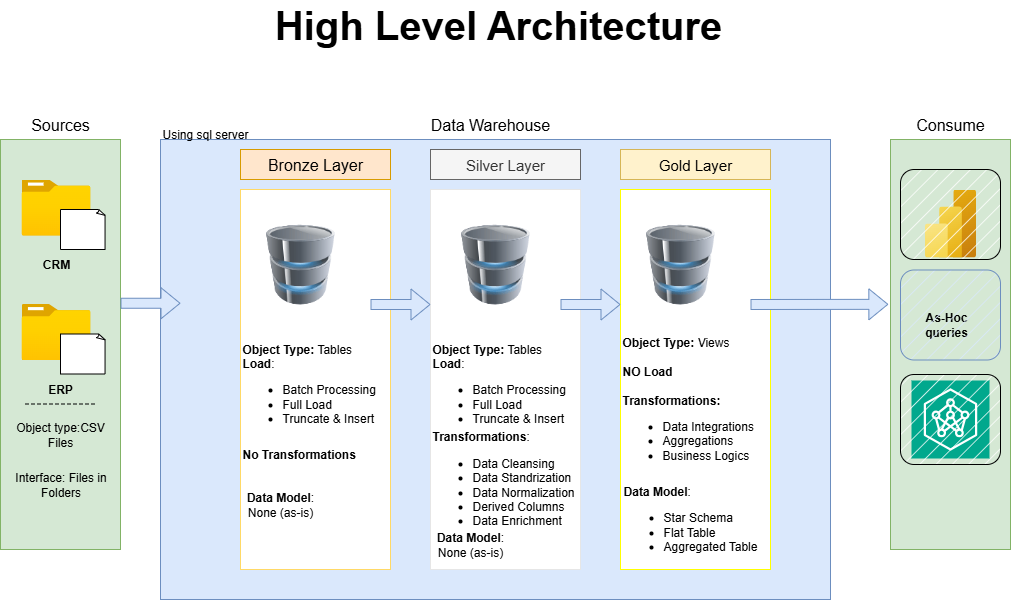 High Level Architecture
Sources
CRM
ERP
Object type:CSV
Files
Interface: Files in
Folders
Using sql server
Data Warehouse
Bronze Layer
Object Type: Tables
Load:
• Batch Processing
• Full Load
• Truncate & Insert
No Transformations
Data Model:
None (as-is)
Silver Layer
Object Type: Tables
Load:
• Batch Processing
• Full Load
• Truncate & Insert
Transformations:
• Data Cleansing
• Data Standrization
• Data Normalization
• Derived Columns
• Data Enrichment
Data Model:
None (as-is)
Gold Layer
Object Type: Views
NO Load
Transformations:
• Data Integrations
• Aggregations
• Business Logics
Data Model:
• Star Schema
• Flat Table
• Aggregated Table
Consume
As-Hoc
queries